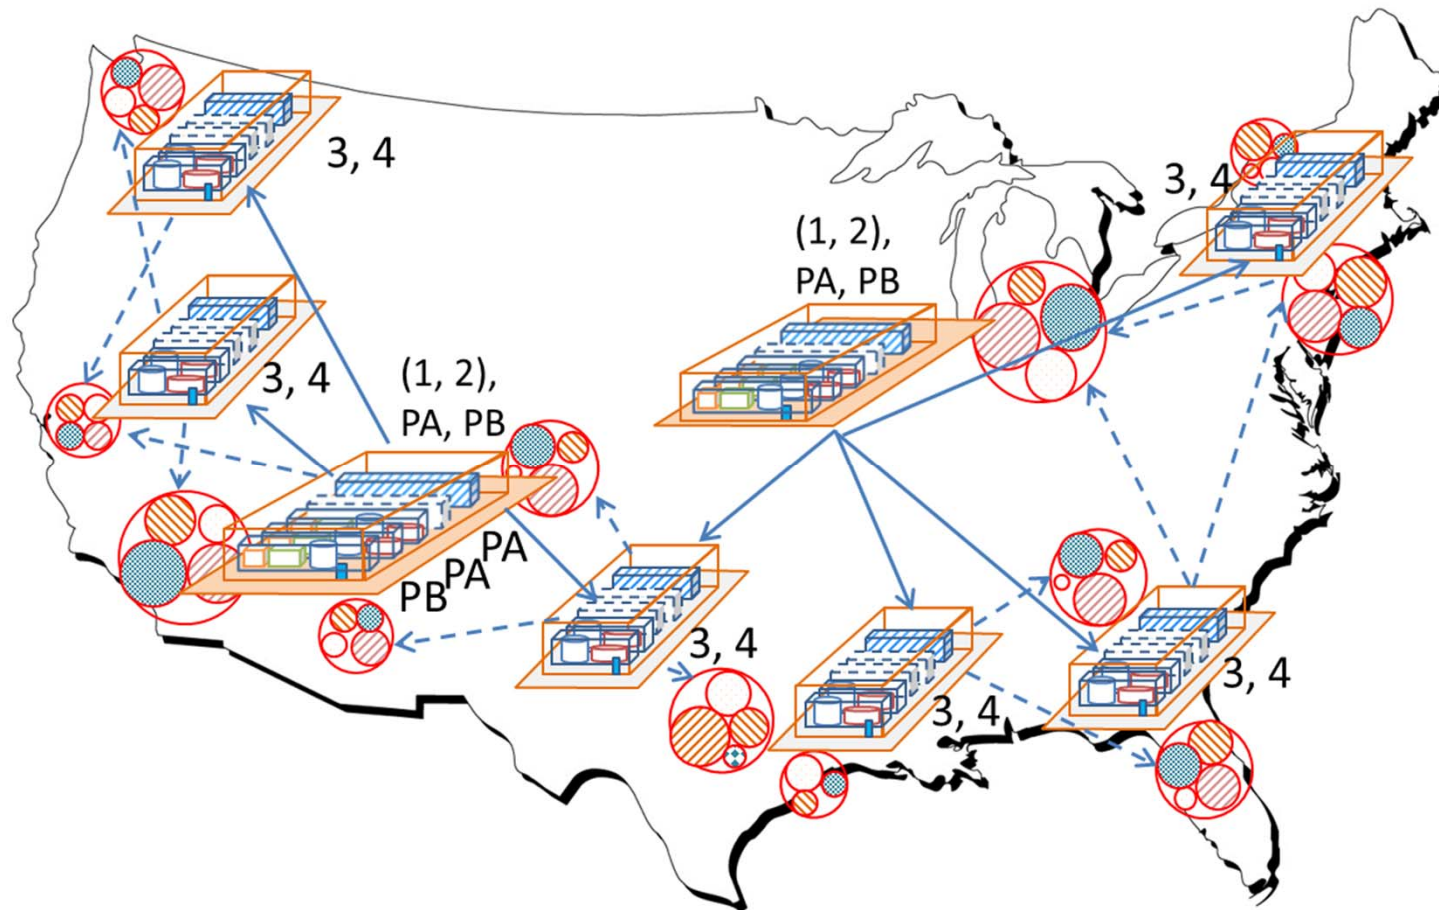 3, 4
3, 4
(1, 2),
PA, PB
3, 4
(1, 2),
PA, PB
PA
PA
PB
3, 4
3, 4
3, 4